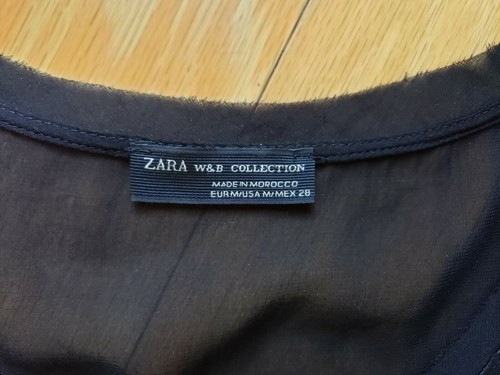 ZARA W&B COLLECTION
MADE IN MOROCCO
EUR M/USA M/MEX 28